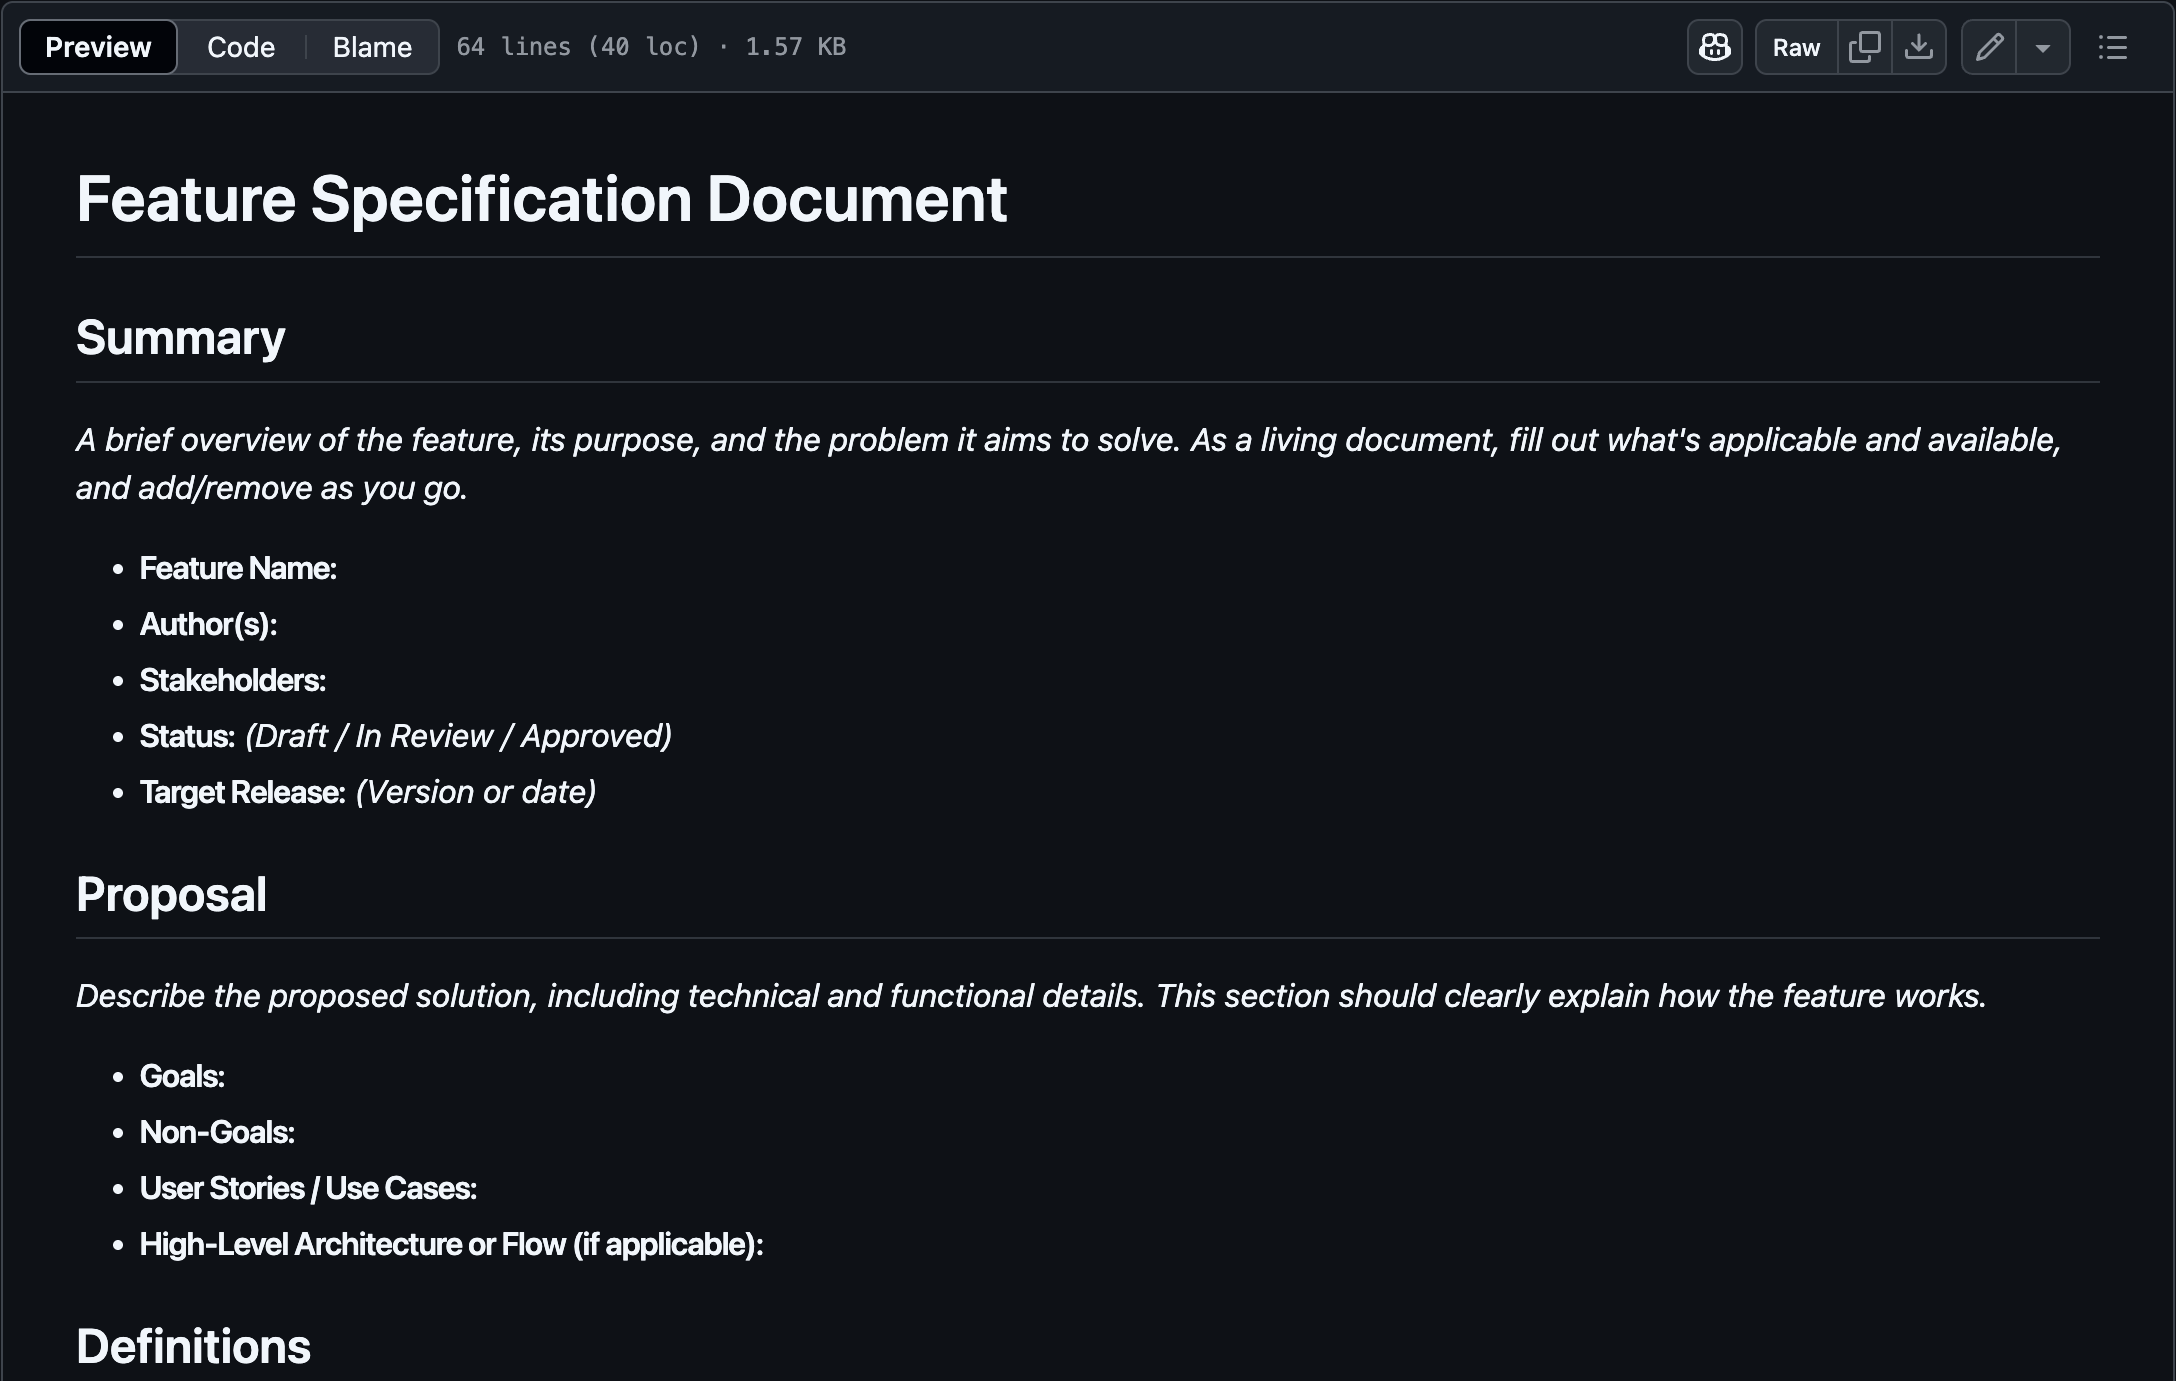 Preview Code Blame 64 lines (40 loc) · 1.57 KB Raw
Feature Specification Document
Summary
A brief overview of the feature, its purpose, and the problem it aims to solve. As a living document, fill out what's applicable and available,
and add/remove as you go.
• Feature Name:
• Author(s):
• Stakeholders:
• Status: (Draft / In Review / Approved)
• Target Release: (Version or date)
Proposal
Describe the proposed solution, including technical and functional details. This section should clearly explain how the feature works.
• Goals:
• Non-Goals:
• User Stories / Use Cases:
• High-Level Architecture or Flow (if applicable):
Definitions